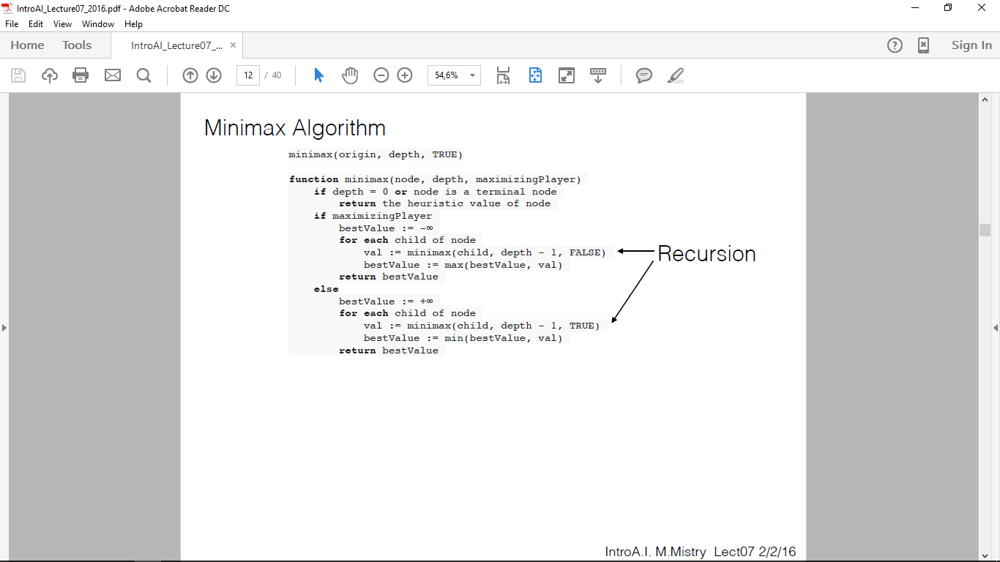 IntroAI_Lecture07_2016.pdf - Adobe Acrobat Reader DC
File Edit View Window Help
Home Tools IntroAI_Lecture07_... × ? Sign In
12 / 40 54,6%
Minimax Algorithm
minimax(origin, depth, TRUE)
function minimax(node, depth, maximizingPlayer)
if depth = 0 or node is a terminal node
return the heuristic value of node
if maximizingPlayer
bestValue := -∞
for each child of node
val := minimax(child, depth - 1, FALSE)
Recursion
bestValue := max(bestValue, val)
return bestValue
else
bestValue := +∞
for each child of node
val := minimax(child, depth - 1, TRUE)
bestValue := min(bestValue, val)
return bestValue
IntroA.I. M.Mistry Lect07 2/2/16